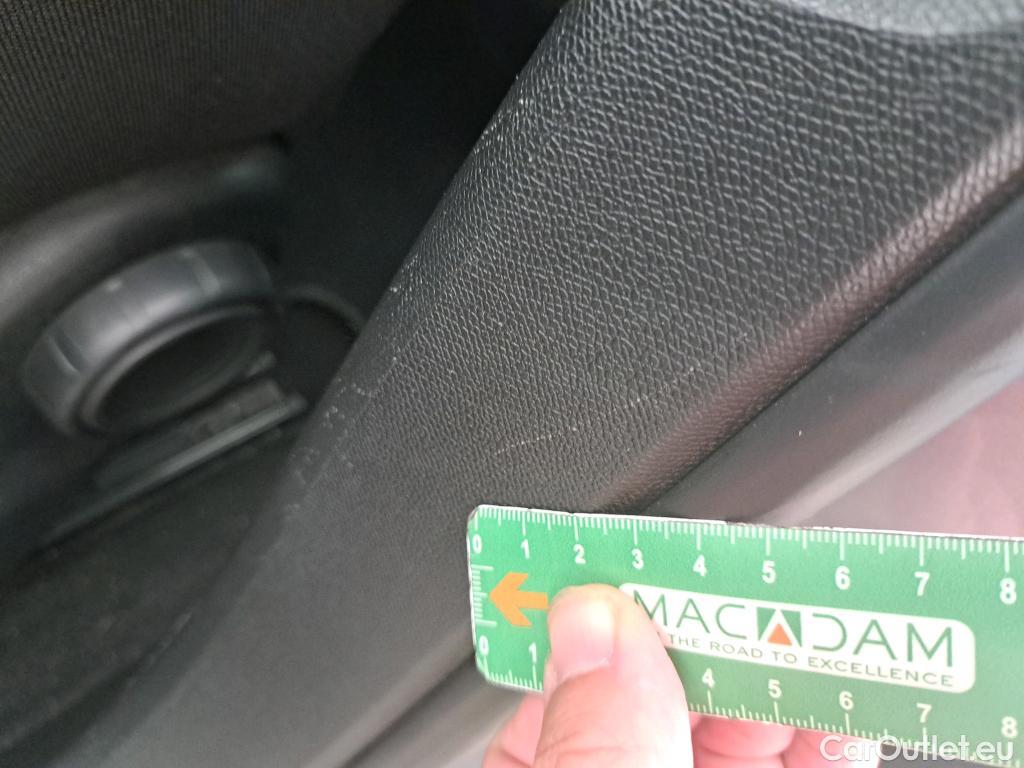 0 1 2 3 4 5 6 7 8
MACADAM
THE ROAD TO EXCELLENCE
0 1 4 5 6 7 8
CarOutlet.eu